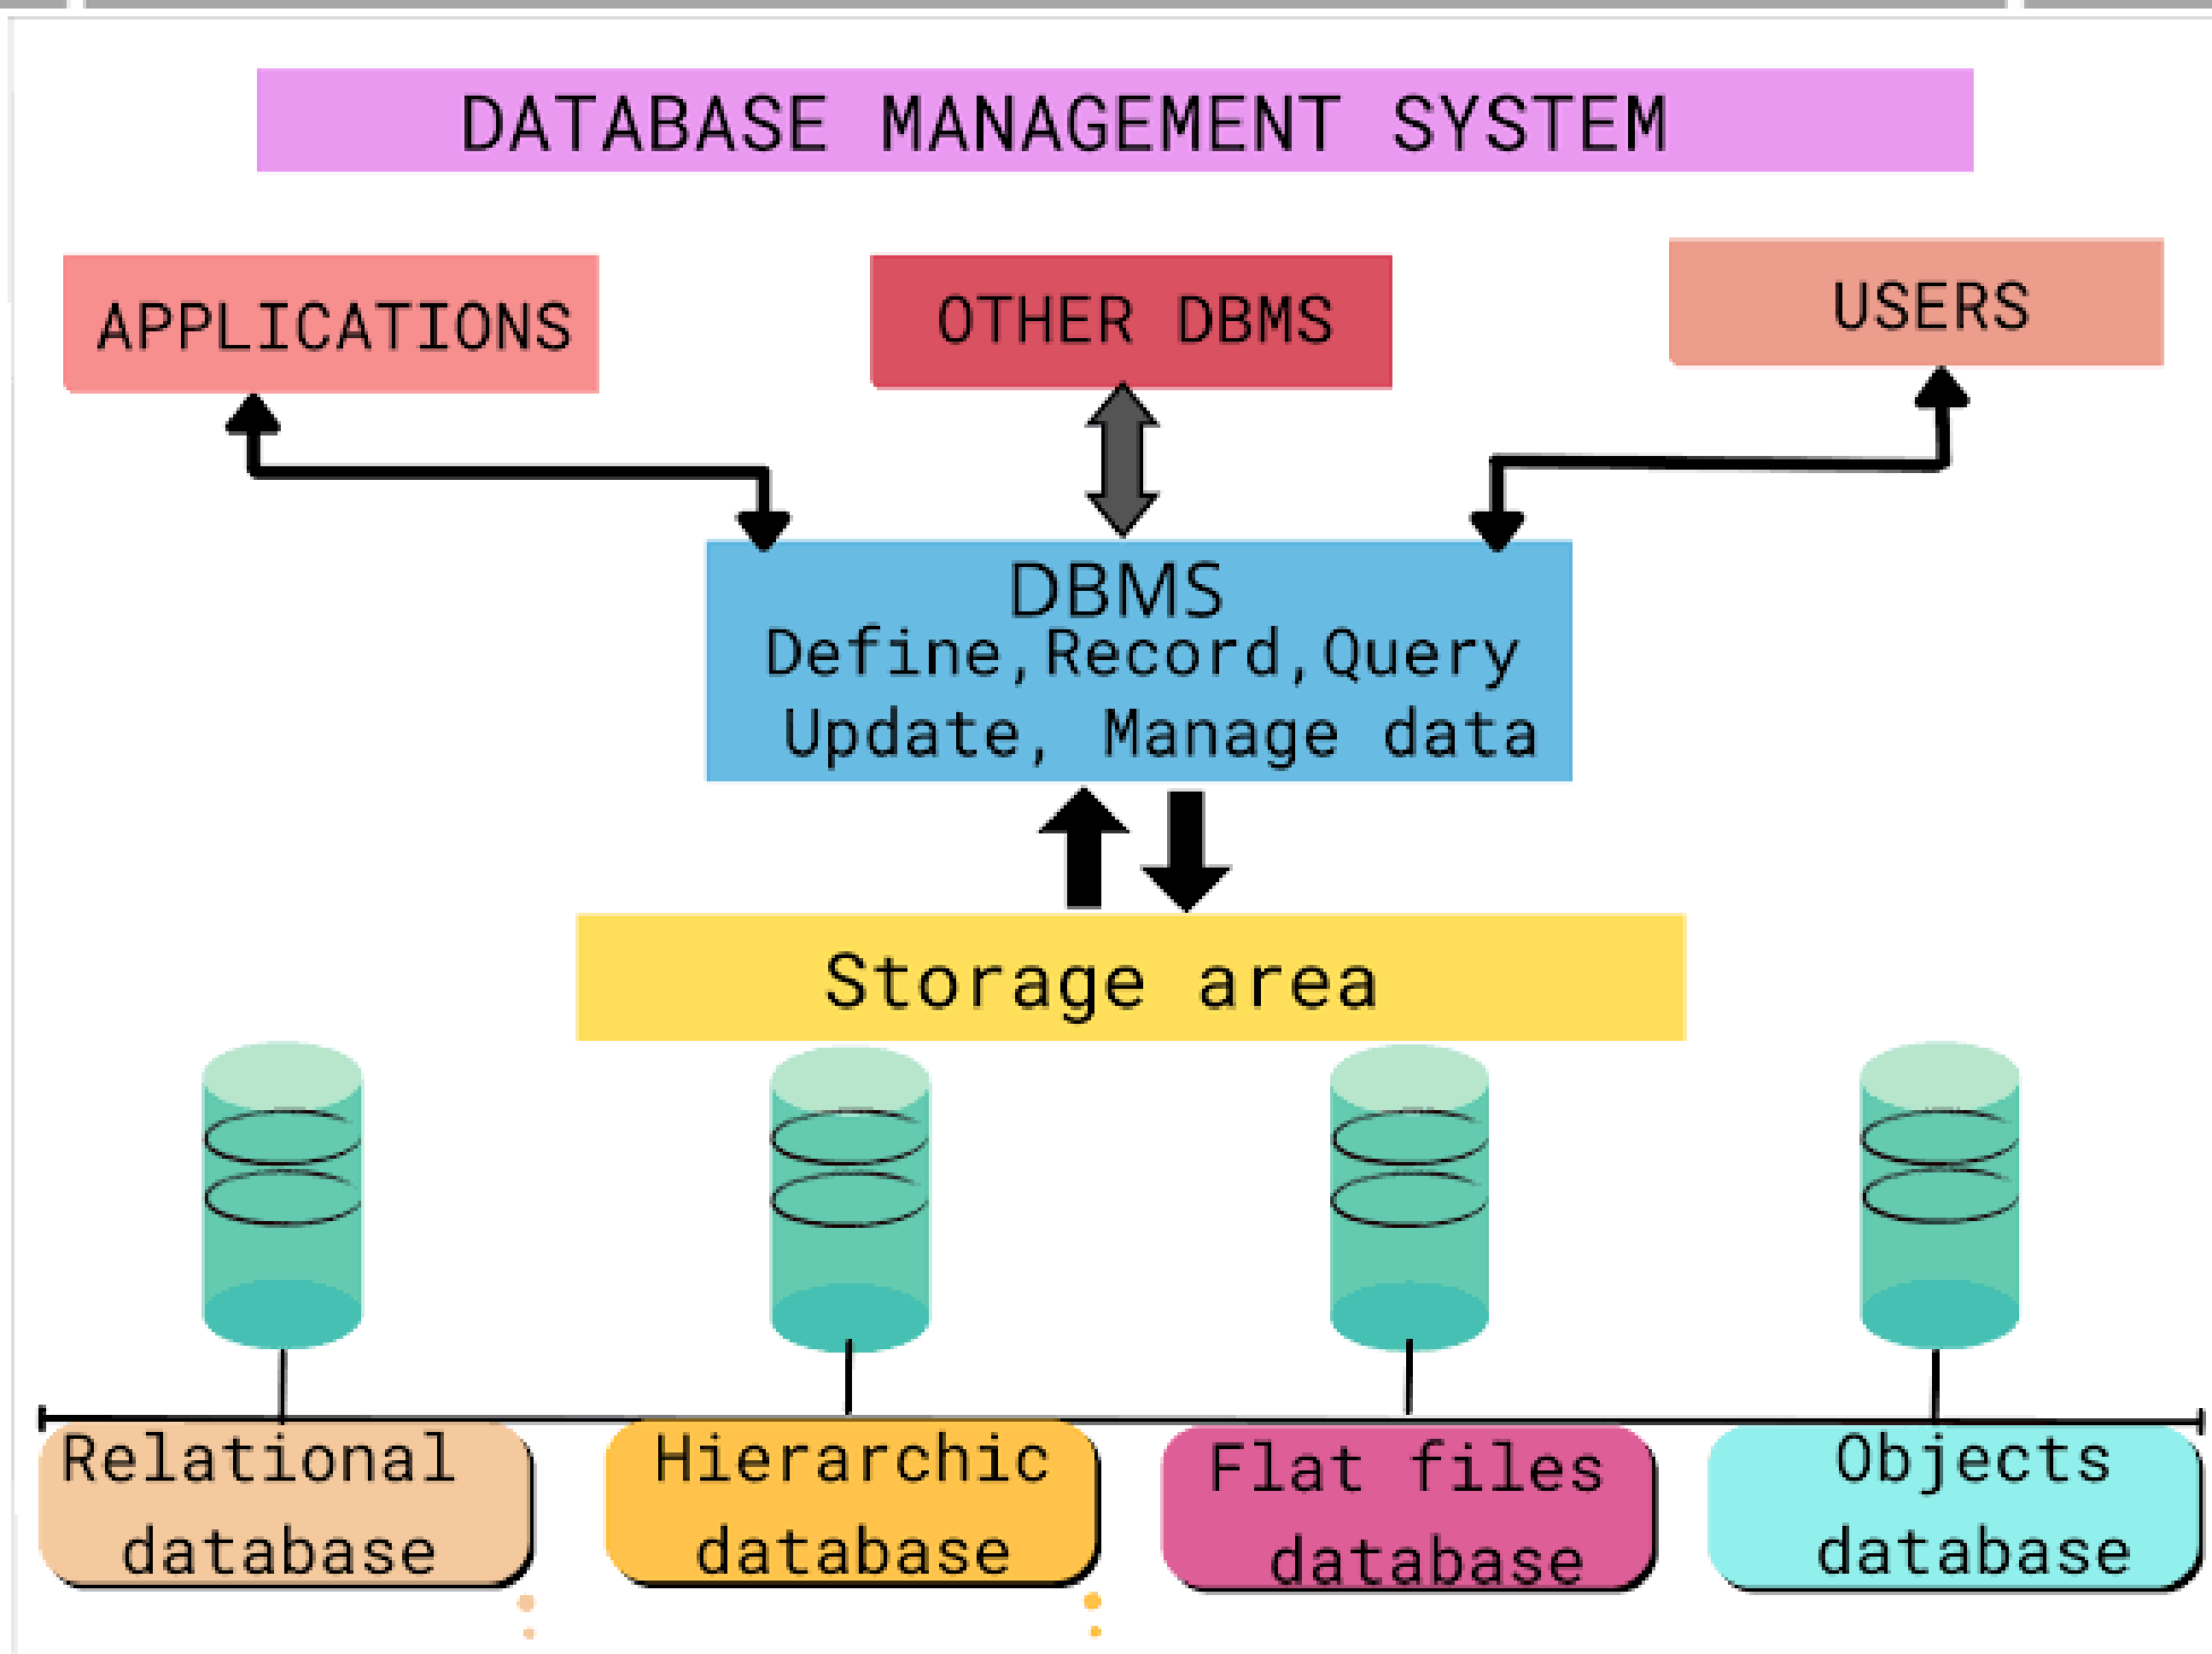 DATABASE MANAGEMENT SYSTEM
APPLICATIONS
OTHER DBMS
USERS
DBMS
Define,Record,Query
Update, Manage data
Storage area
Relational
database
Hierarchic
database
Flat files
database
Objects
database